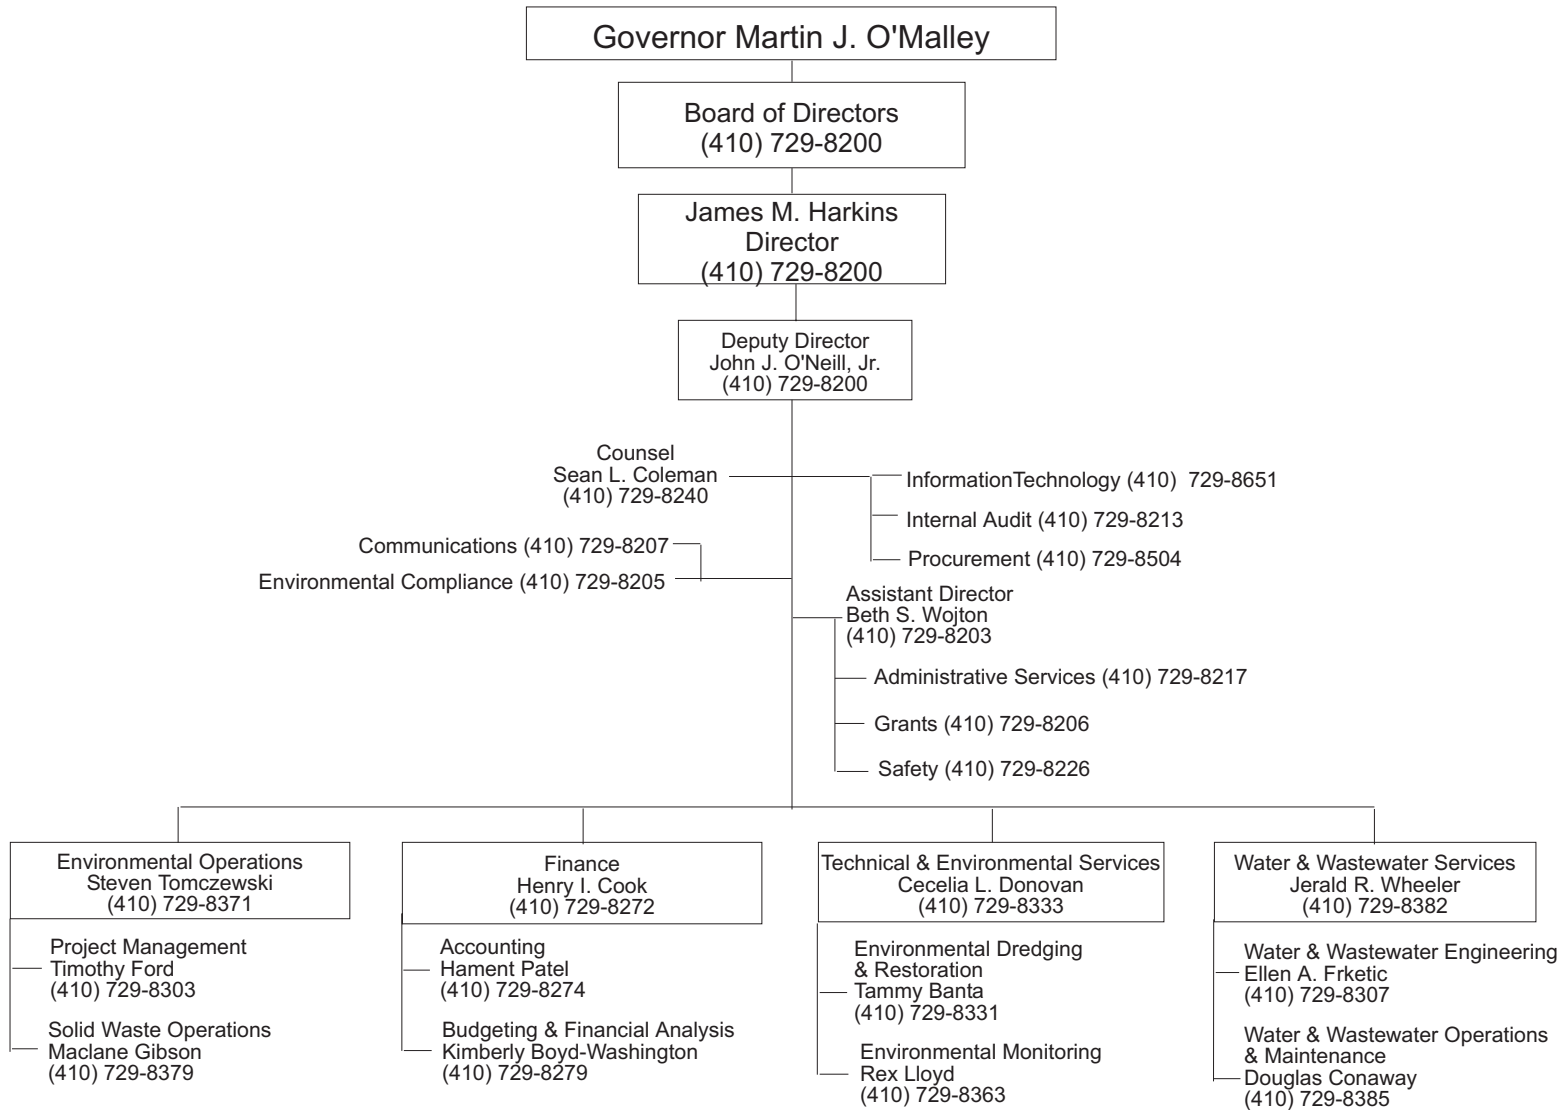 Governor Martin J. O'Malley
Board of Directors
(410) 729-8200
James M. Harkins
Director
(410) 729-8200
Deputy Director
John J. O'Neill, Jr.
(410) 729-8200
Counsel
Sean L. Coleman
(410) 729-8240
InformationTechnology (410)  729-8651
Internal Audit (410) 729-8213
Procurement (410) 729-8504
Communications (410) 729-8207
Environmental Compliance (410) 729-8205
Assistant Director
Beth S. Wojton
(410) 729-8203
Administrative Services (410) 729-8217
Grants (410) 729-8206
Safety (410) 729-8226
Environmental Operations
Steven Tomczewski
(410) 729-8371
Project Management
Timothy Ford
(410) 729-8303
Solid Waste Operations
Maclane Gibson
(410) 729-8379
Finance
Henry I. Cook
(410) 729-8272
Accounting
Hament Patel
(410) 729-8274
Budgeting & Financial Analysis
Kimberly Boyd-Washington
(410) 729-8279
Technical & Environmental Services
Cecelia L. Donovan
(410) 729-8333
Environmental Dredging
& Restoration
Tammy Banta
(410) 729-8331
Environmental Monitoring
Rex Lloyd
(410) 729-8363
Water & Wastewater Services
Jerald R. Wheeler
(410) 729-8382
Water & Wastewater Engineering
Ellen A. Frketic
(410) 729-8307
Water & Wastewater Operations
& Maintenance
Douglas Conaway
(410) 729-8385